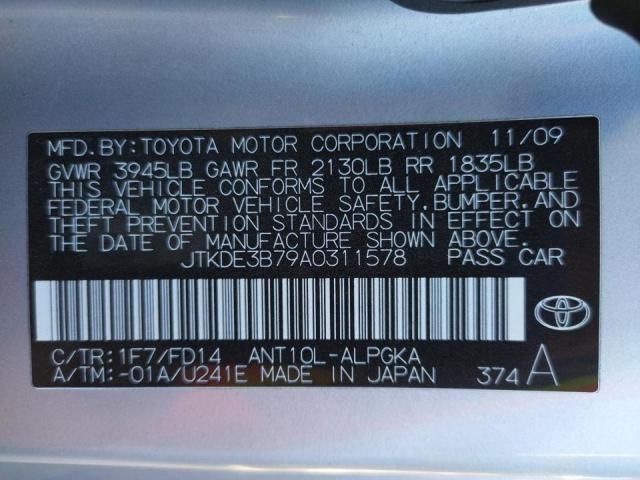 MFD.BY:TOYOTA MOTOR CORPORATION 11/09
GVWR 3945LB GAWR FR 2130LB RR 1835LB
THIS VEHICLE CONFORMS TO ALL APPLICABLE
FEDERAL MOTOR VEHICLE SAFETY.BUMPER.AND
THEFT PREVENTION STANDARDS IN EFFECT ON
THE DATE OF MANUFACTURE SHOWN ABOVE.
JTKDE3B79A0311578 PASS CAR
C/TR:1F7/FD14 ANT10L-ALPGKA
A/TM:-01A/U241E MADE IN JAPAN 374 A